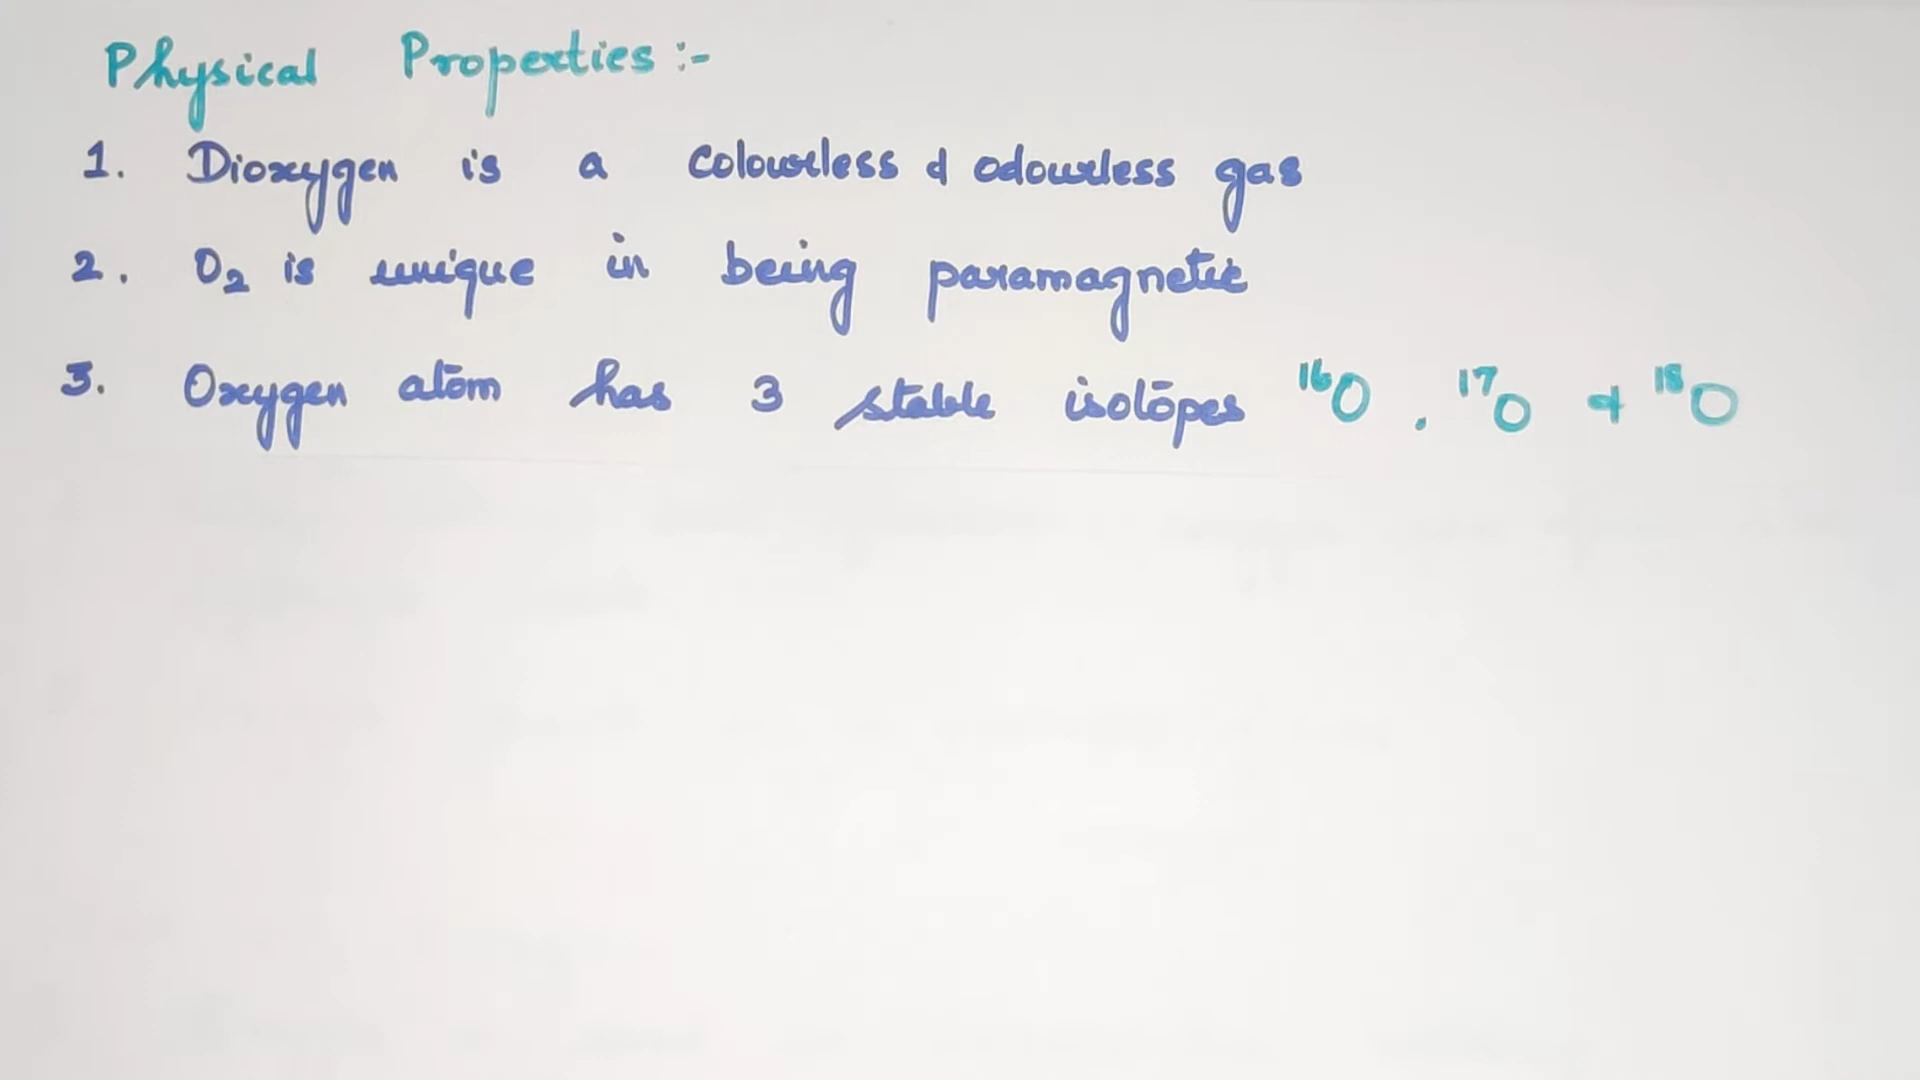 Physical Properties :-
1. Dioxygen is a colourless & odourless gas
2. O₂ is unique in being paramagnetic
3. Oxygen atom has 3 stable isotopes ¹⁶O, ¹⁷O & ¹⁸O